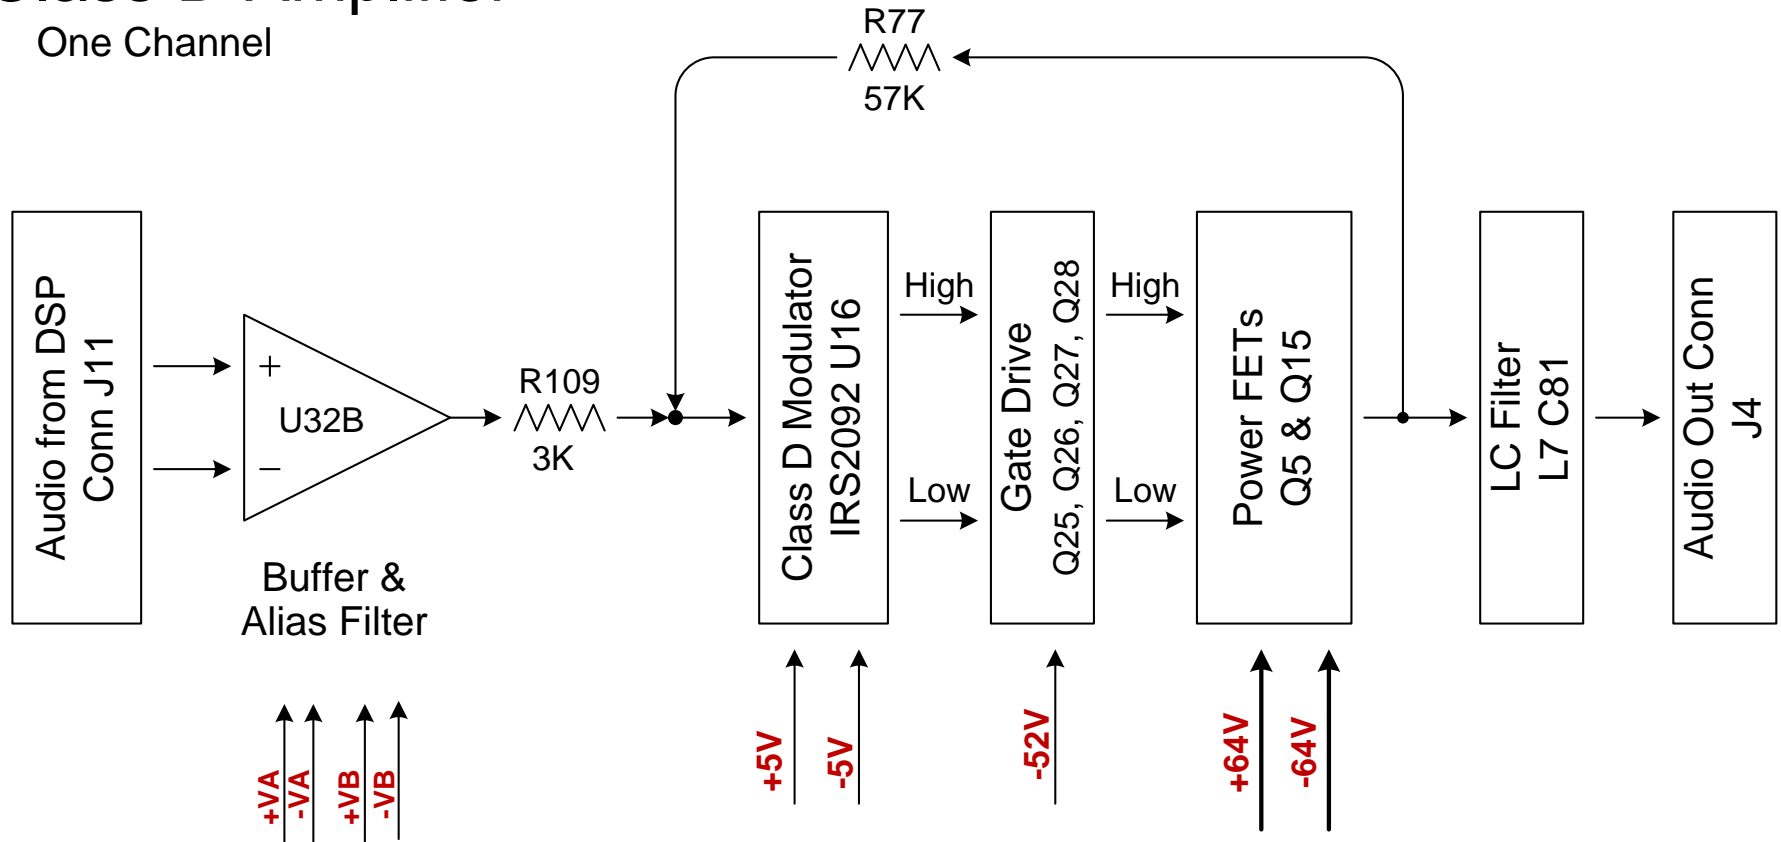 One Channel
R77
57K
Audio from DSP
Conn J11
+
−
U32B
Buffer &
Alias Filter
R109
3K
Class D Modulator
IRS2092 U16
High
Low
Gate Drive
Q25, Q26, Q27, Q28
High
Low
Power FETs
Q5 & Q15
LC Filter
L7 C81
Audio Out Conn
J4
+VA
-VA
+VB
-VB
+5V
-5V
-52V
+64V
-64V